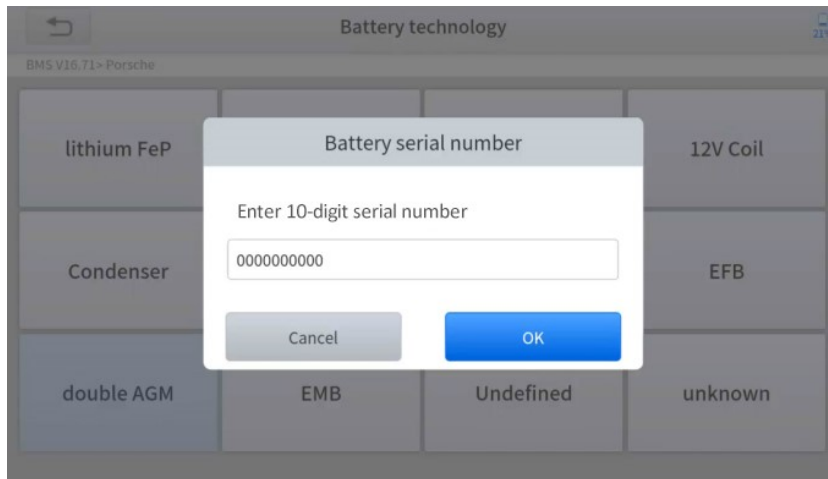 Battery technology
BMS V16.71> Porsche
lithium FeP
12V Coil
Battery serial number
Enter 10-digit serial number
0000000000
Cancel
OK
Condenser
EFB
double AGM
EMB
Undefined
unknown